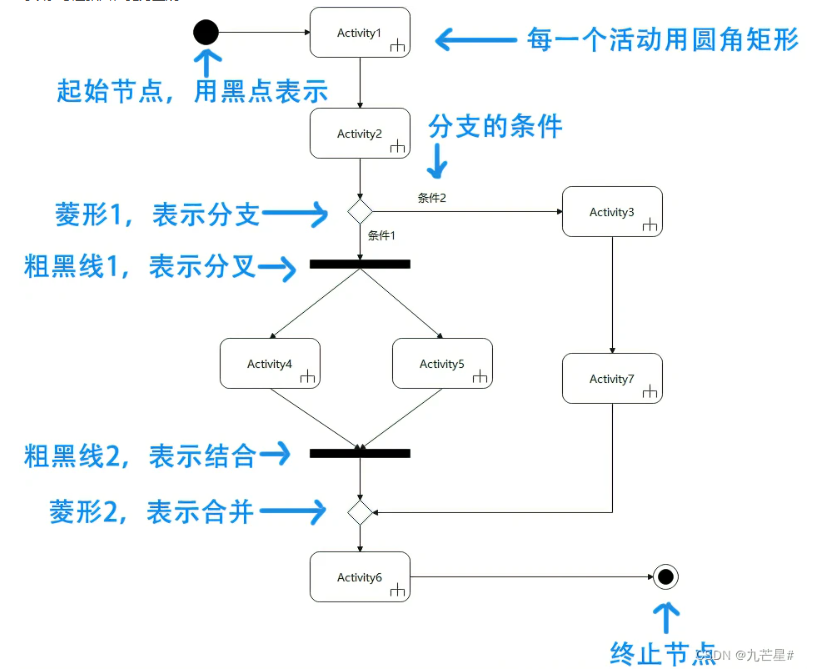 Activity1
每一个活动用圆角矩形
起始节点，用黑点表示
Activity2
分支的条件
条件2
菱形1，表示分支
Activity3
条件1
粗黑线1，表示分叉
Activity4
Activity5
Activity7
粗黑线2，表示结合
菱形2，表示合并
Activity6
终止节点
CSDN @九芒星#